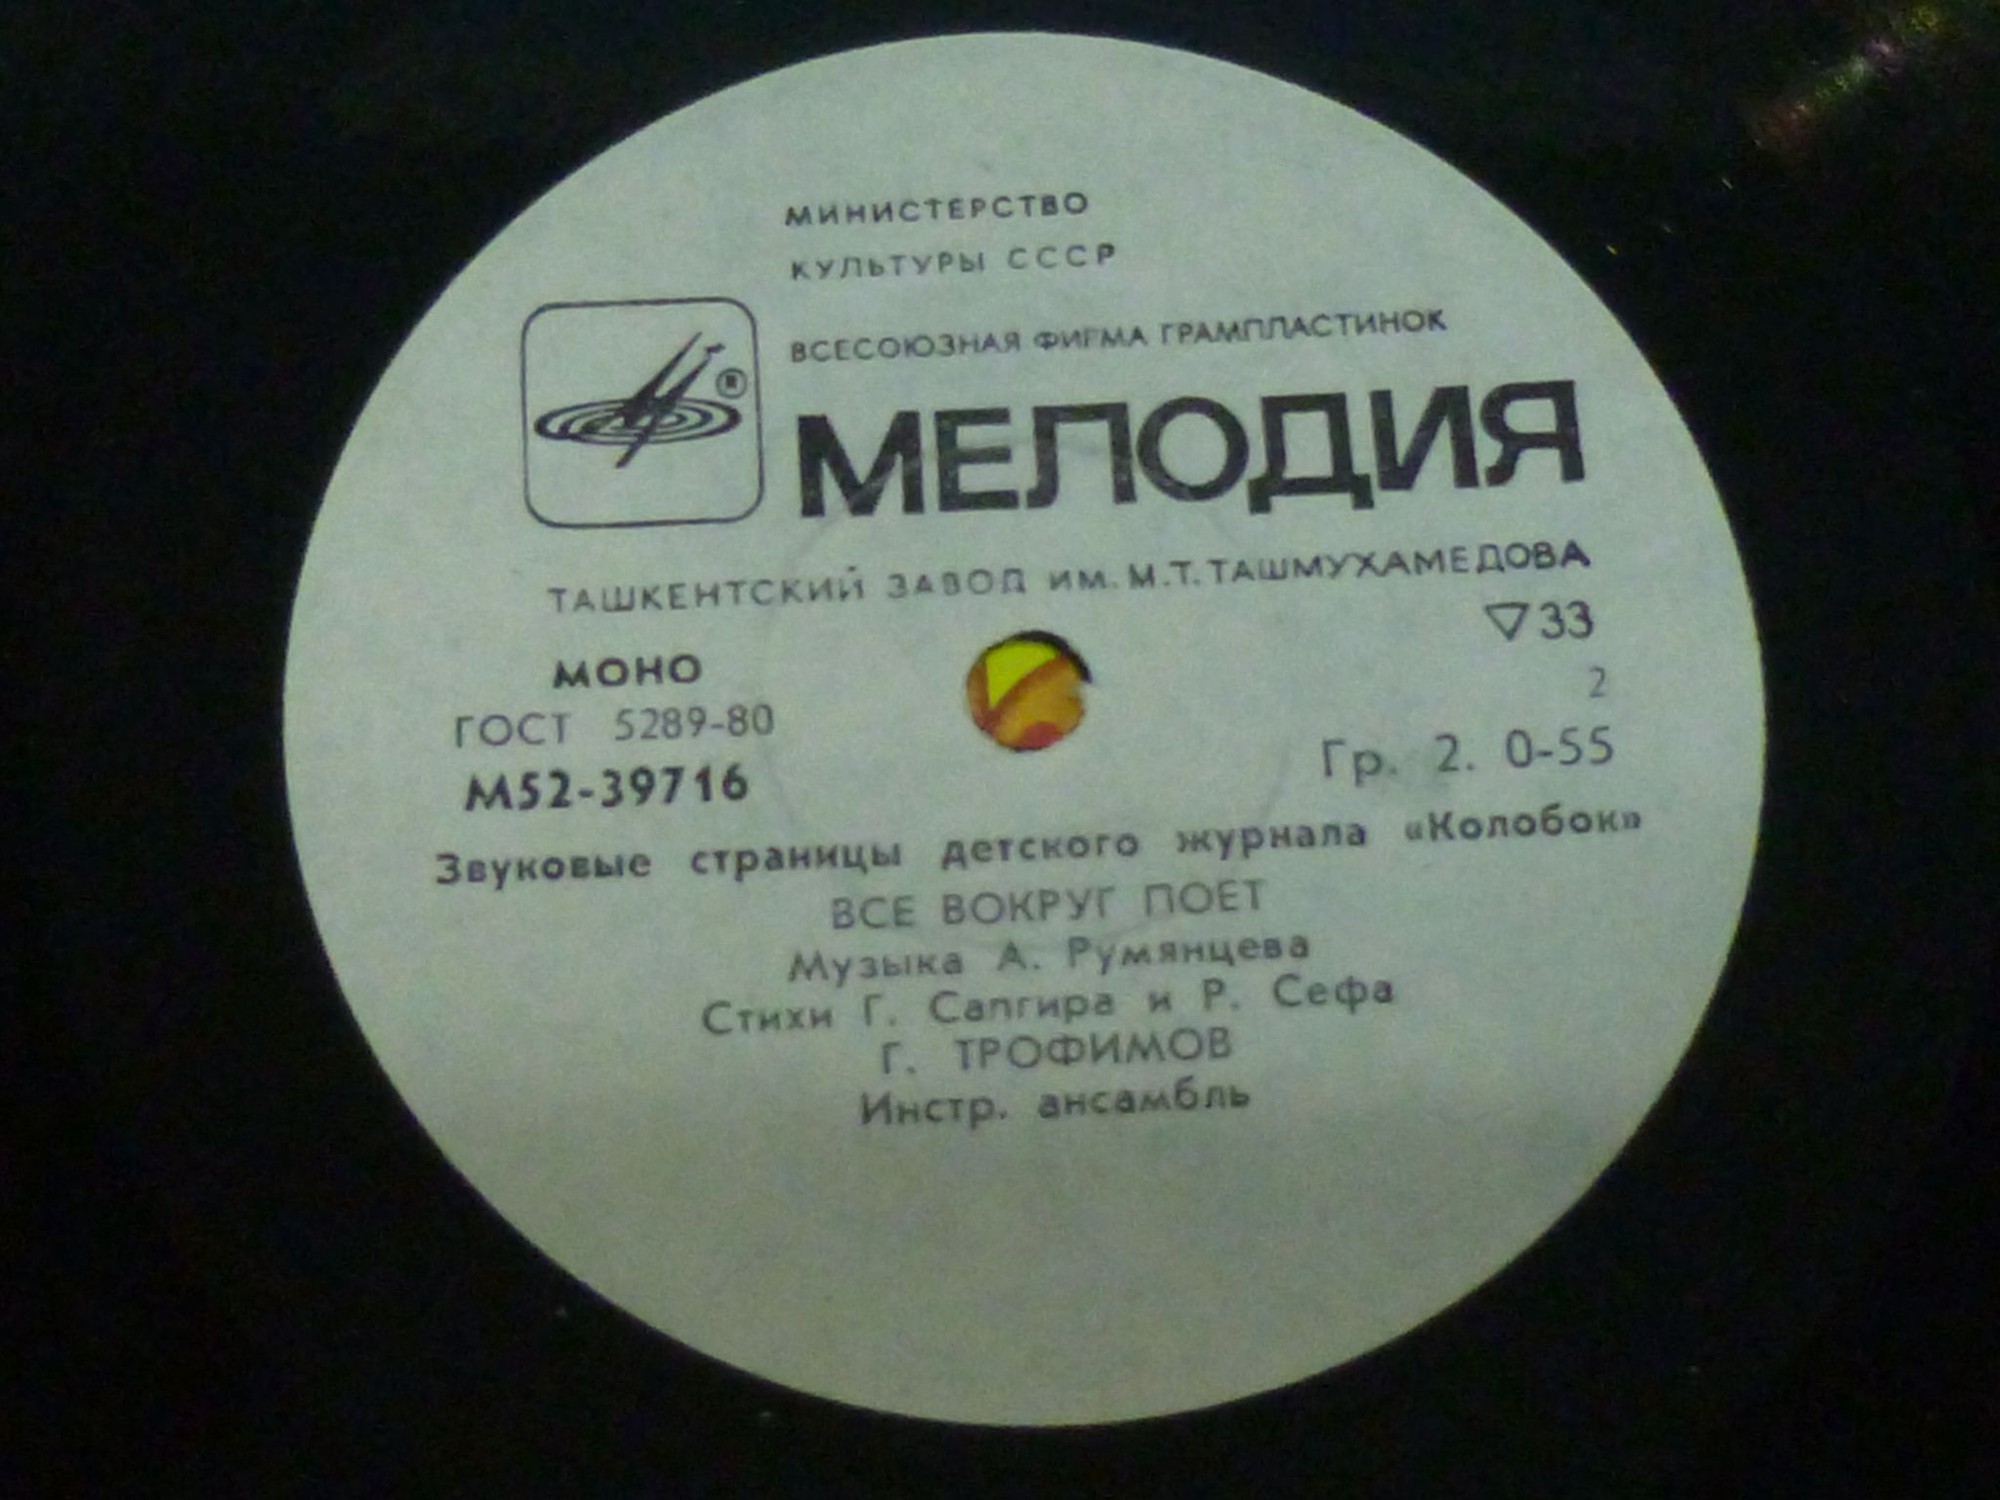 МИНИСТЕРСТВО
КУЛЬТУРЫ СССР
ВСЕСОЮЗНАЯ ФИРМА ГРАМПЛАСТИНОК
МЕЛОДИЯ
ТАШКЕНТСКИЙ ЗАВОД ИМ. М.Т. ТАШМУХАМЕДОВА
▽33
МОНО
2
ГОСТ 5289-80
Гр. 2. 0-55
М52-39716
Звуковые страницы детского журнала «Колобок»
ВСЕ ВОКРУГ ПОЕТ
Музыка А. Румянцева
Стихи Г. Сапгира и Р. Сефа
Г. ТРОФИМОВ
Инстр. ансамбль